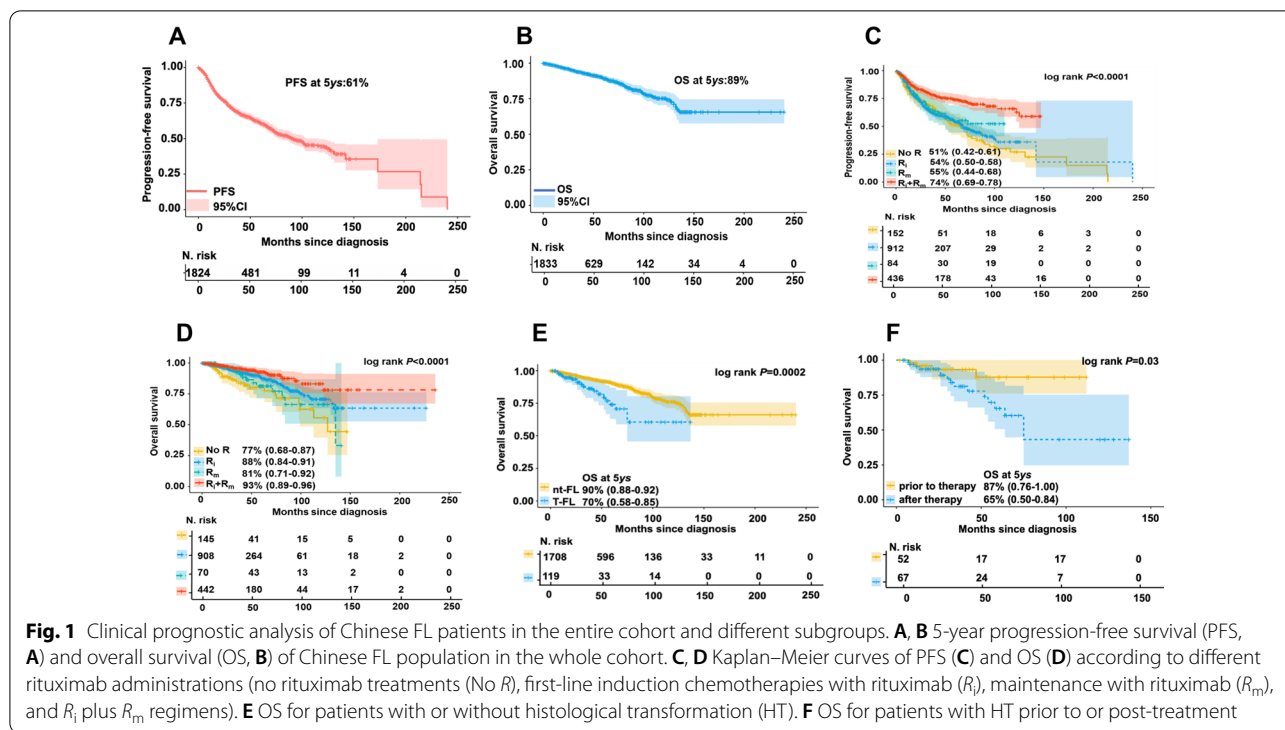 A
Progression-free survival
1.00
0.75
0.50
0.25
0.00
PFS at 5ys:61%
PFS
95%CI
0 50 100 150 200 250
Months since diagnosis
N. risk
1824 481 99 11 4 0
0 50 100 150 200 250
B
Overall survival
1.00
0.75
0.50
0.25
0.00
OS at 5ys:89%
OS
95%CI
0 50 100 150 200 250
Months since diagnosis
N. risk
1833 629 142 34 4 0
0 50 100 150 200 250
C
Progression-free survival
1.00
0.75
0.50
0.25
0.00
log rank P<0.0001
No R 51% (0.42-0.61)
Ri 54% (0.50-0.58)
Rm 55% (0.44-0.68)
Ri+Rm 74% (0.69-0.78)
0 50 100 150 200 250
Months since diagnosis
N. risk
152 51 18 6 3 0
912 207 29 2 2 0
84 30 19 0 0 0
436 178 43 16 0 0
0 50 100 150 200 250
D
Overall survival
1.00
0.75
0.50
0.25
0.00
log rank P<0.0001
No R 77% (0.68-0.87)
Ri 88% (0.84-0.91)
Rm 81% (0.71-0.92)
Ri+Rm 93% (0.89-0.96)
0 50 100 150 200 250
Months since diagnosis
N. risk
145 41 15 5 0 0
908 264 61 18 2 0
70 43 13 2 0 0
442 180 44 17 2 0
0 50 100 150 200 250
E
Overall survival
1.00
0.75
0.50
0.25
0.00
log rank P=0.0002
OS at 5ys
nt-FL 90% (0.88-0.92)
T-FL 70% (0.58-0.85)
0 50 100 150 200 250
Months since diagnosis
N. risk
1708 596 136 33 11 0
119 33 14 0 0 0
0 50 100 150 200 250
F
Overall survival
1.00
0.75
0.50
0.25
0.00
log rank P=0.03
OS at 5ys
prior to therapy 87% (0.76-1.00)
after therapy 65% (0.50-0.84)
0 50 100 150
Months since diagnosis
N. risk
52 17 17 0
67 24 7 0
0 50 100 150
Fig. 1 Clinical prognostic analysis of Chinese FL patients in the entire cohort and different subgroups. A, B 5-year progression-free survival (PFS,
A) and overall survival (OS, B) of Chinese FL population in the whole cohort. C, D Kaplan–Meier curves of PFS (C) and OS (D) according to different
rituximab administrations (no rituximab treatments (No R), first-line induction chemotherapies with rituximab (Ri), maintenance with rituximab (Rm),
and Ri plus Rm regimens). E OS for patients with or without histological transformation (HT). F OS for patients with HT prior to or post-treatment